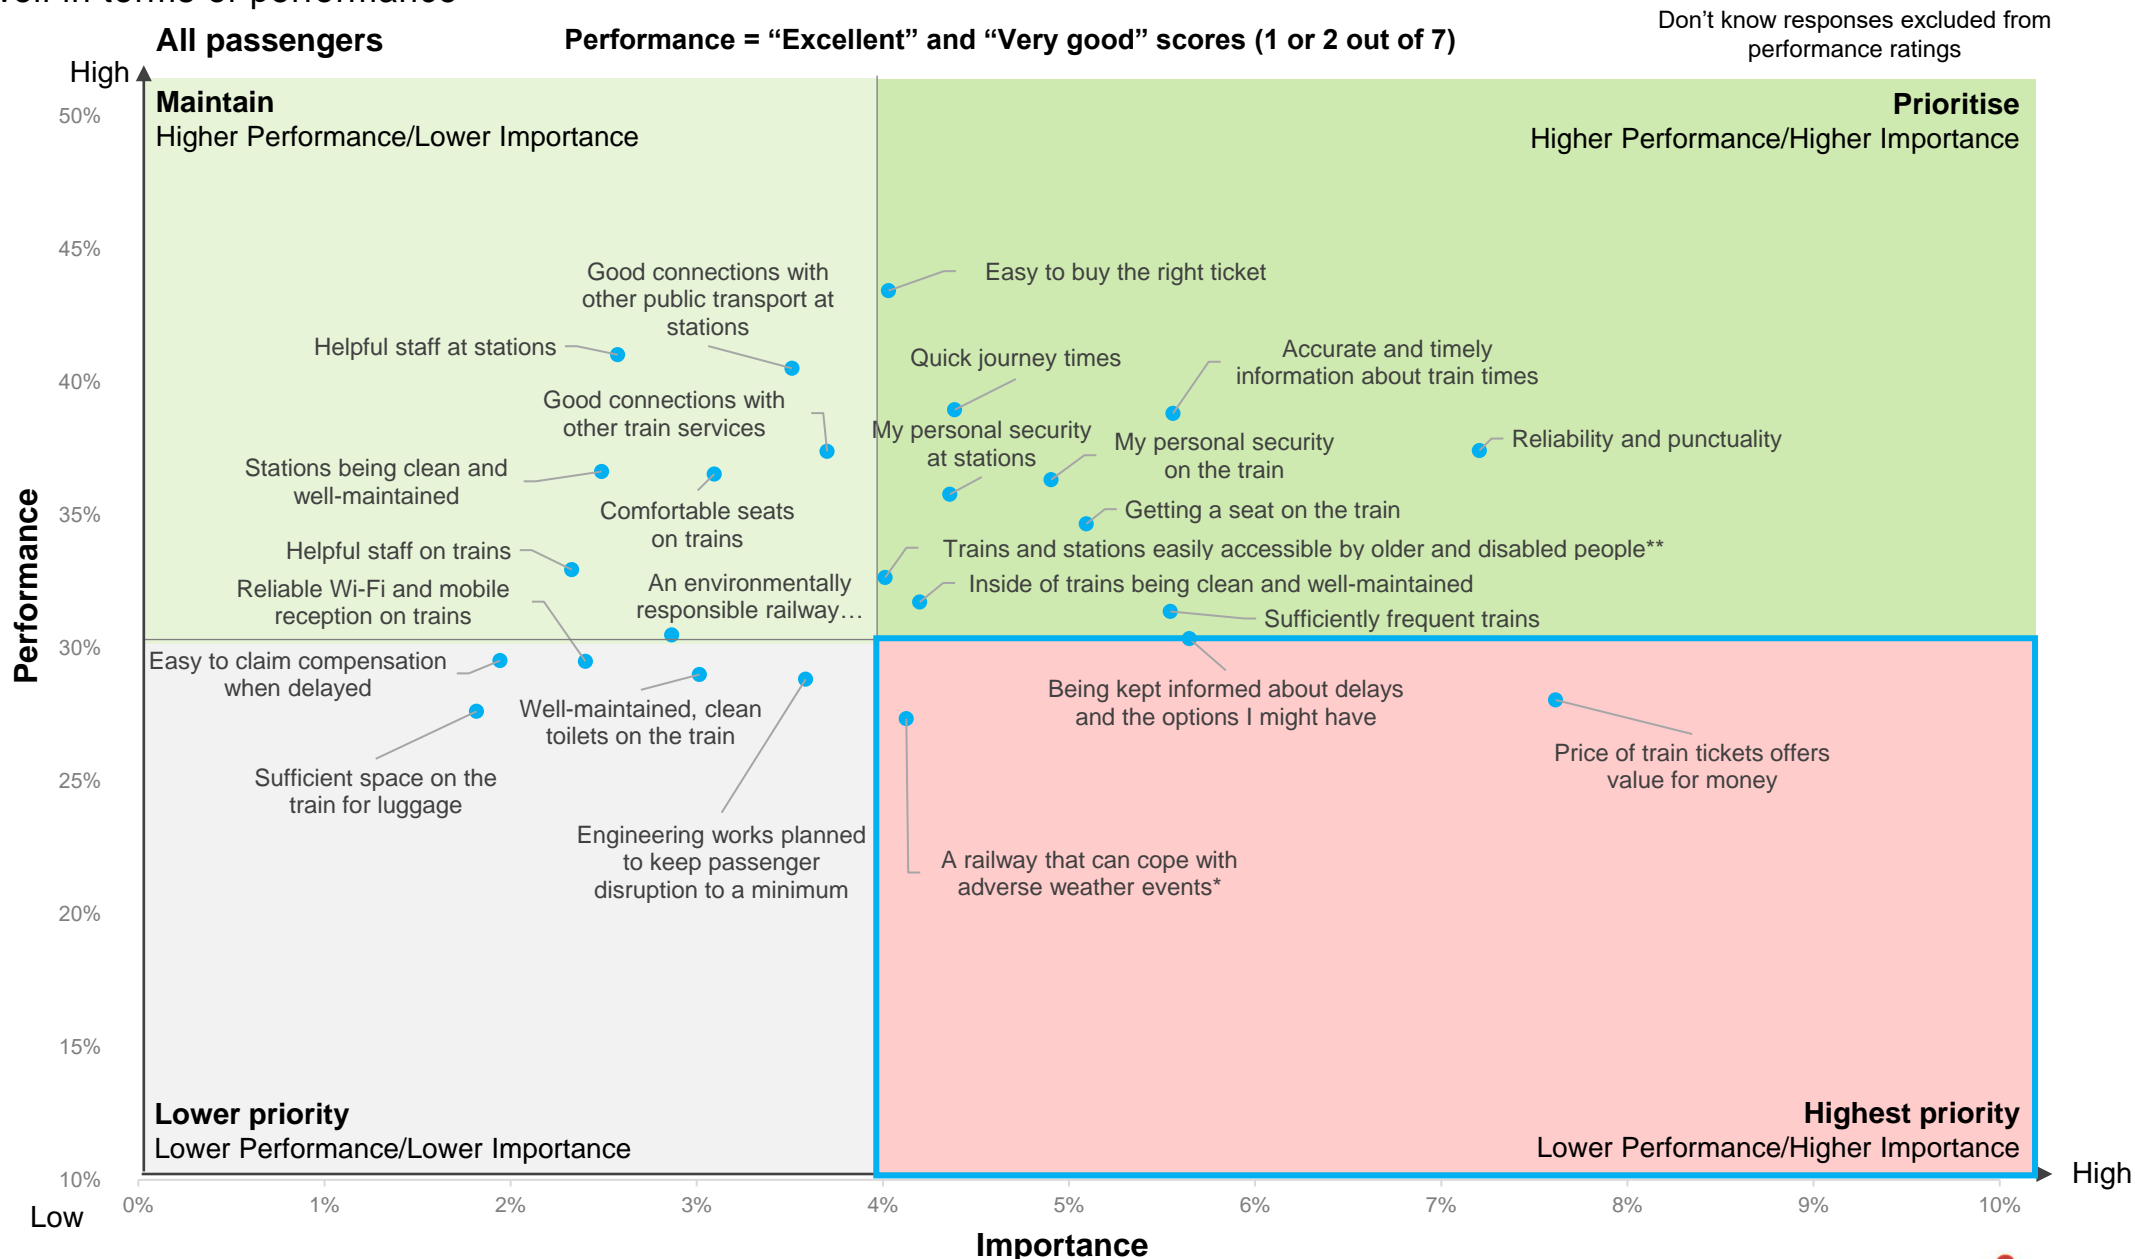 well in terms of performance
All passengers
Performance = “Excellent” and “Very good” scores (1 or 2 out of 7)
Don’t know responses excluded from
performance ratings
High
Maintain
Higher Performance/Lower Importance
Prioritise
Higher Performance/Higher Importance
50%
45%
40%
35%
30%
25%
20%
15%
10%
Performance
Good connections with
other public transport at
stations
Helpful staff at stations
Good connections with
other train services
Stations being clean and
well-maintained
Comfortable seats
on trains
Helpful staff on trains
Reliable Wi-Fi and mobile
reception on trains
An environmentally
responsible railway…
Easy to buy the right ticket
Quick journey times
Accurate and timely
information about train times
My personal security
at stations
My personal security
on the train
Reliability and punctuality
Getting a seat on the train
Trains and stations easily accessible by older and disabled people**
Inside of trains being clean and well-maintained
Sufficiently frequent trains
Easy to claim compensation
when delayed
Well-maintained, clean
toilets on the train
Sufficient space on the
train for luggage
Engineering works planned
to keep passenger
disruption to a minimum
Being kept informed about delays
and the options I might have
Price of train tickets offers
value for money
A railway that can cope with
adverse weather events*
Lower priority
Lower Performance/Lower Importance
Highest priority
Lower Performance/Higher Importance
0%
1%
2%
3%
4%
5%
6%
7%
8%
9%
10%
High
Low
Importance